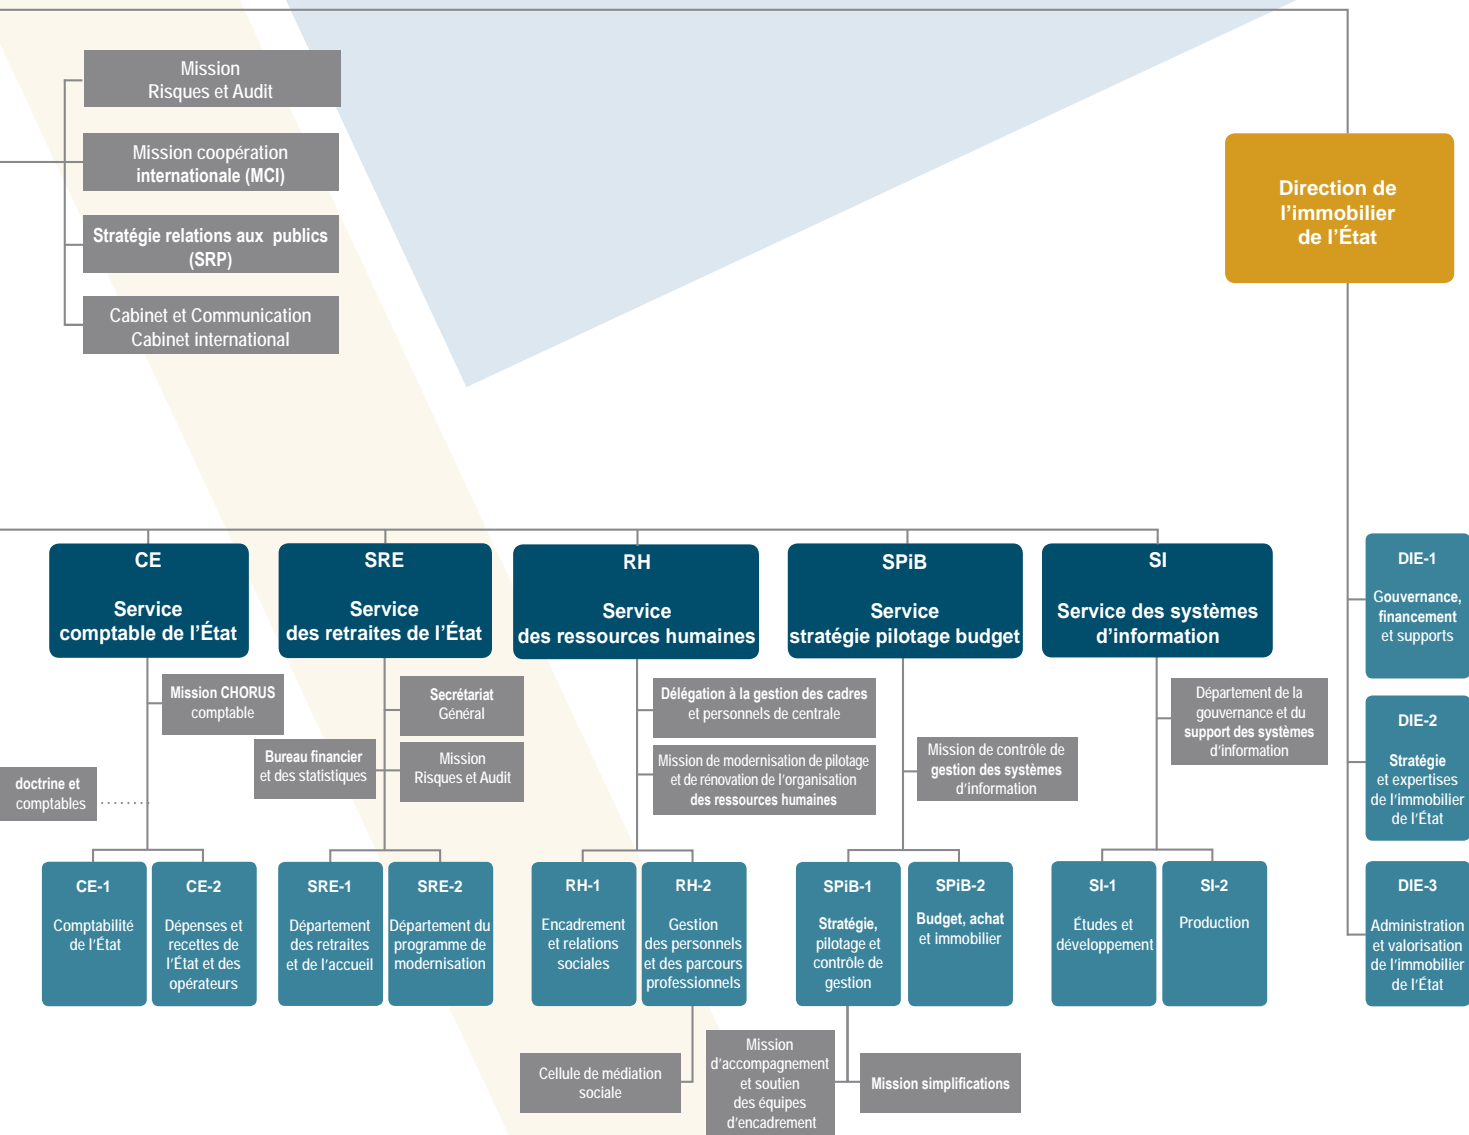 Mission
Risques et Audit
Mission coopération
internationale (MCI)
Stratégie relations aux publics
(SRP)
Cabinet et Communication
Cabinet international
Direction de
l’immobilier
de l’État
CE
Service
comptable de l’État
SRE
Service
des retraites de l’État
RH
Service
des ressources humaines
SPiB
Service
stratégie pilotage budget
SI
Service des systèmes
d’information
DIE-1
Gouvernance,
financement
et supports
DIE-2
Stratégie
et expertises
de l’immobilier
de l’État
DIE-3
Administration
et valorisation
de l’immobilier
de l’État
Mission CHORUS
comptable
doctrine et
comptables
Secrétariat
Général
Bureau financier
et des statistiques
Mission
Risques et Audit
Délégation à la gestion des cadres
et personnels de centrale
Mission de modernisation de pilotage
et de rénovation de l’organisation
des ressources humaines
Mission de contrôle de
gestion des systèmes
d’information
Département de la
gouvernance et du
support des systèmes
d’information
CE-1
Comptabilité
de l’État
CE-2
Dépenses et
recettes de
l’État et des
opérateurs
SRE-1
Département
des retraites
et de l’accueil
SRE-2
Département du
programme de
modernisation
RH-1
Encadrement
et relations
sociales
RH-2
Gestion
des personnels
et des parcours
professionnels
SPiB-1
Stratégie,
pilotage et
contrôle de
gestion
SPiB-2
Budget, achat
et immobilier
SI-1
Études et
développement
SI-2
Production
Cellule de médiation
sociale
Mission
d’accompagnement
et soutien
des équipes
d’encadrement
Mission simplifications